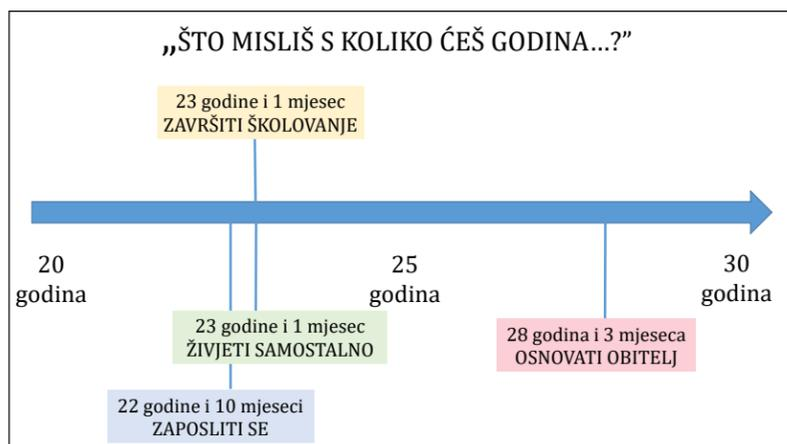 „ŠTO MISLIŠ S KOLIKO ĆEŠ GODINA...?”
23 godine i 1 mjesec
ZAVRŠITI ŠKOLOVANJE
20
godina
25
godina
30
godina
23 godine i 1 mjesec
ŽIVJETI SAMOSTALNO
28 godina i 3 mjeseca
OSNOVATI OBITELJ
22 godine i 10 mjeseci
ZAPOSLITI SE